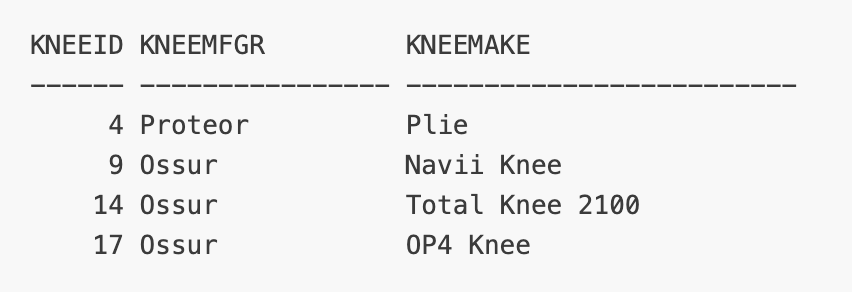 KNEEID KNEEMFGR         KNEEMAKE
------ ---------------- -------------------------
     4 Proteor          Plie
     9 Ossur            Navii Knee
    14 Ossur            Total Knee 2100
    17 Ossur            OP4 Knee